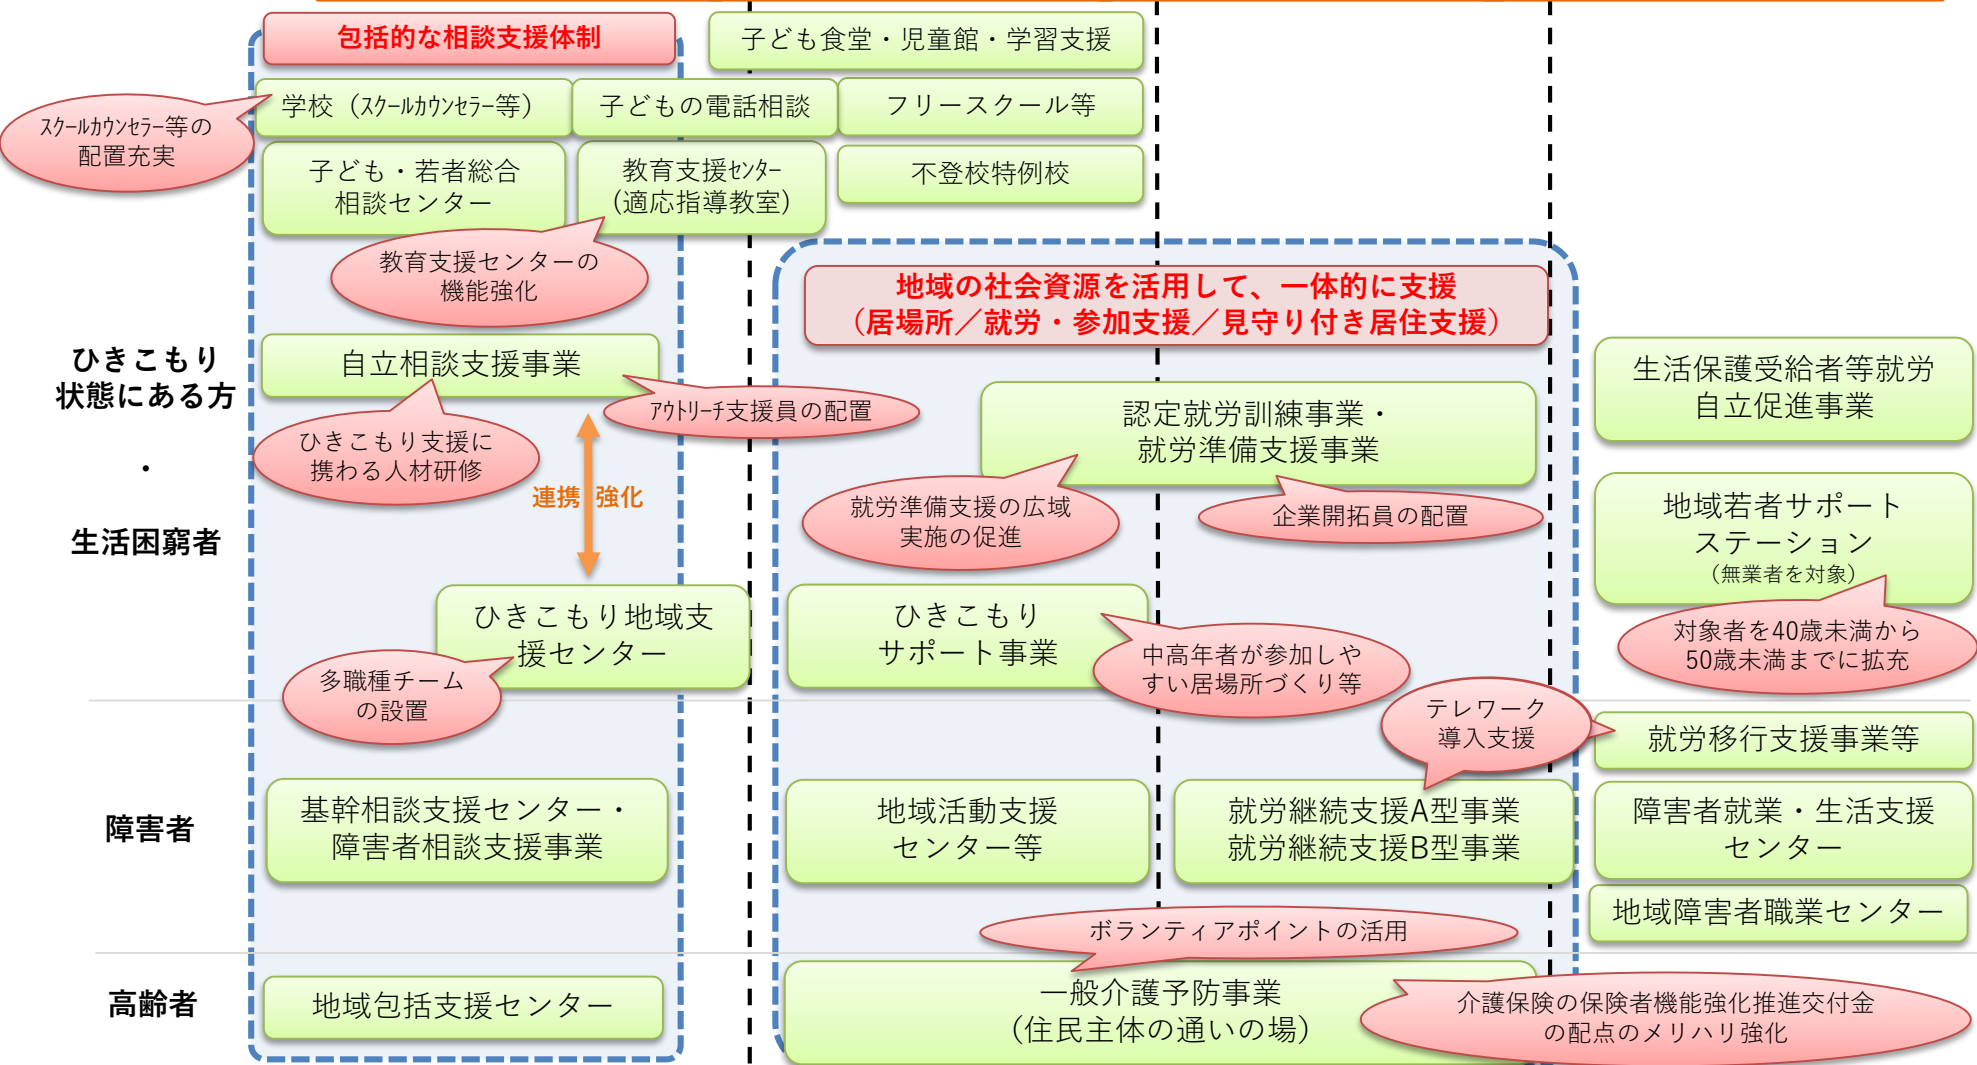 包括的な相談支援体制
子ども食堂・児童館・学習支援
学校（ｽｸｰﾙｶｳﾝｾﾗｰ等）
子どもの電話相談
フリースクール等
ｽｸｰﾙｶｳﾝｾﾗｰ等の
配置充実
子ども・若者総合
相談センター
教育支援ｾﾝﾀｰ
（適応指導教室）
不登校特例校
教育支援センターの
機能強化
地域の社会資源を活用して、一体的に支援
（居場所／就労・参加支援／見守り付き居住支援）
ひきこもり
状態にある方
・
生活困窮者
自立相談支援事業
ｱｳﾄﾘｰﾁ支援員の配置
ひきこもり支援に
携わる人材研修
連携 強化
認定就労訓練事業・
就労準備支援事業
就労準備支援の広域
実施の促進
企業開拓員の配置
生活保護受給者等就労
自立促進事業
地域若者サポート
ステーション
（無業者を対象）
対象者を40歳未満から
50歳未満までに拡充
ひきこもり地域支
援センター
多職種チーム
の設置
ひきこもり
サポート事業
中高年者が参加しや
すい居場所づくり等
テレワーク
導入支援
就労移行支援事業等
障害者
基幹相談支援センター・
障害者相談支援事業
地域活動支援
センター等
就労継続支援A型事業
就労継続支援B型事業
障害者就業・生活支援
センター
地域障害者職業センター
ボランティアポイントの活用
高齢者
地域包括支援センター
一般介護予防事業
（住民主体の通いの場）
介護保険の保険者機能強化推進交付金
の配点のメリハリ強化